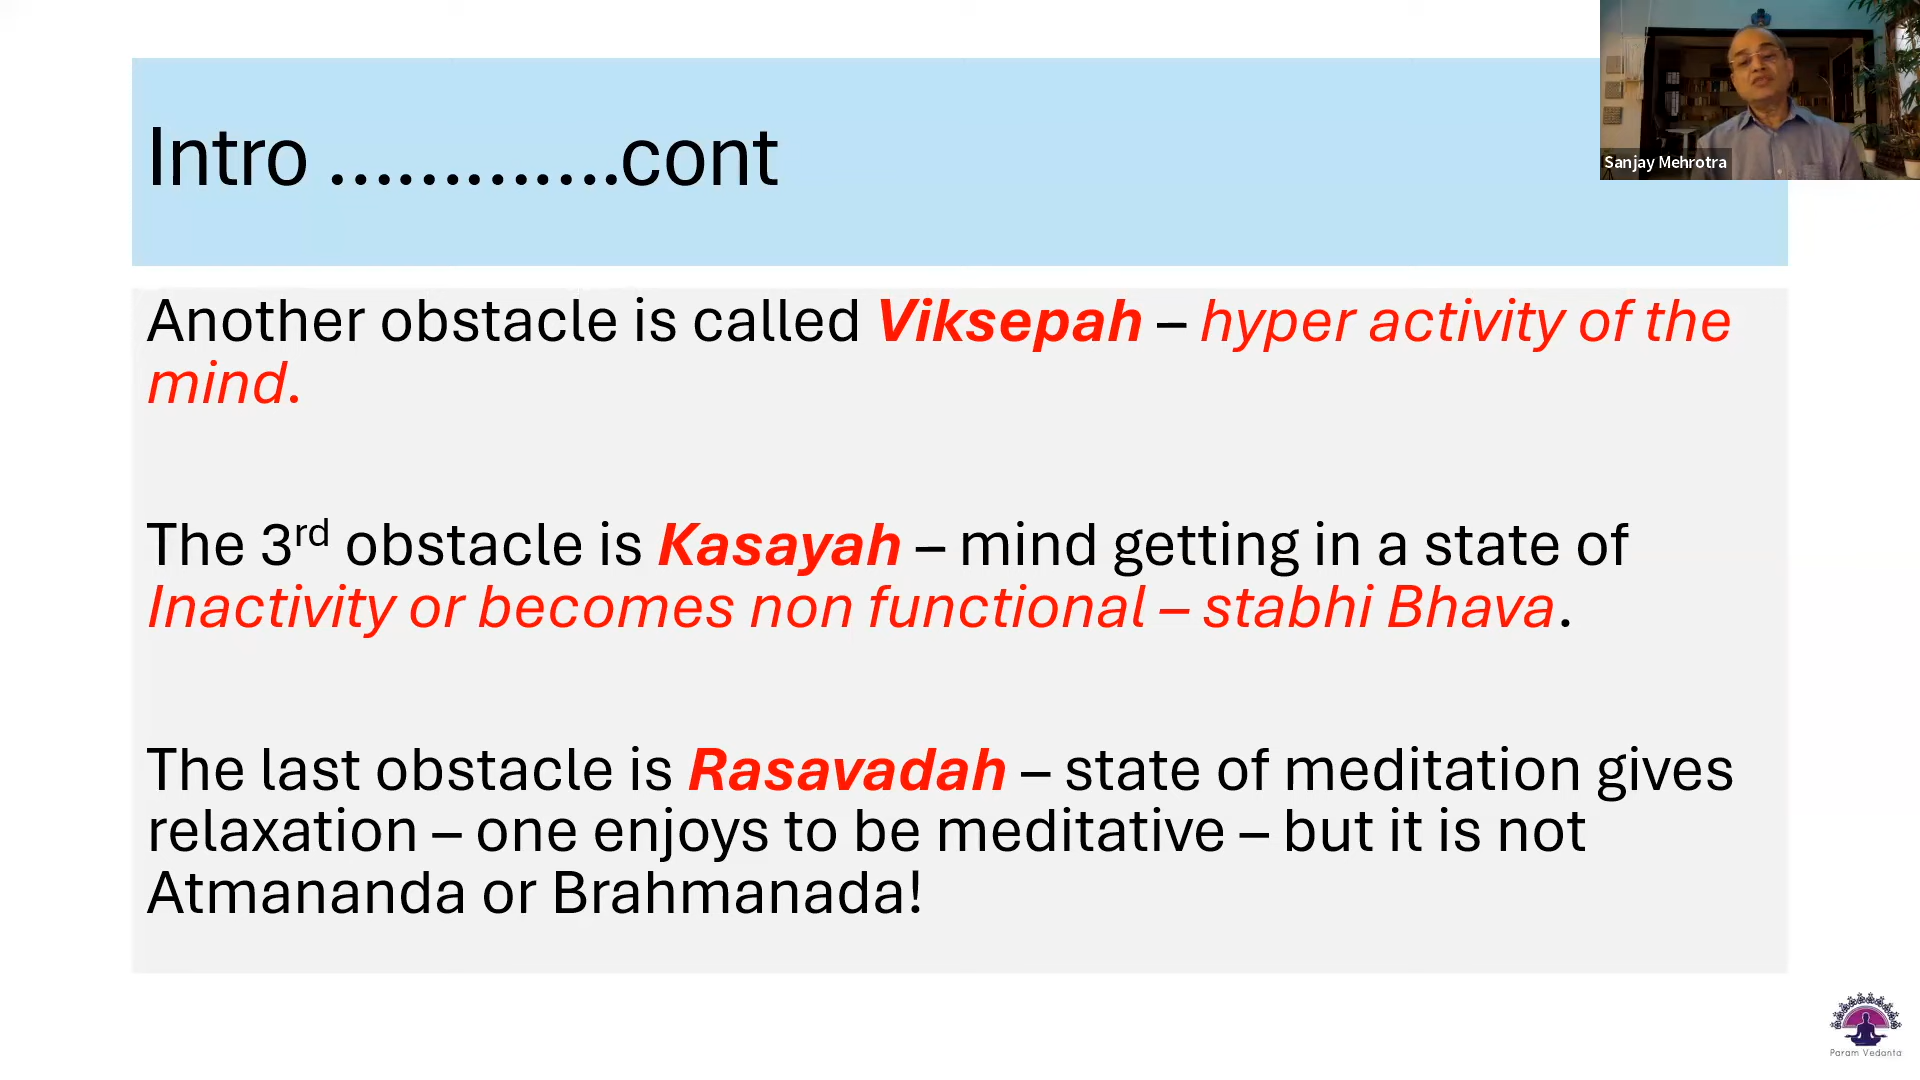 Intro .............cont
Sanjay Mehrotra
Another obstacle is called Viksepah – hyper activity of the
mind.
The 3rd obstacle is Kasayah – mind getting in a state of
Inactivity or becomes non functional – stabhi Bhava.
The last obstacle is Rasavadah – state of meditation gives
relaxation – one enjoys to be meditative – but it is not
Atmananda or Brahmanada!
Param Vedanta